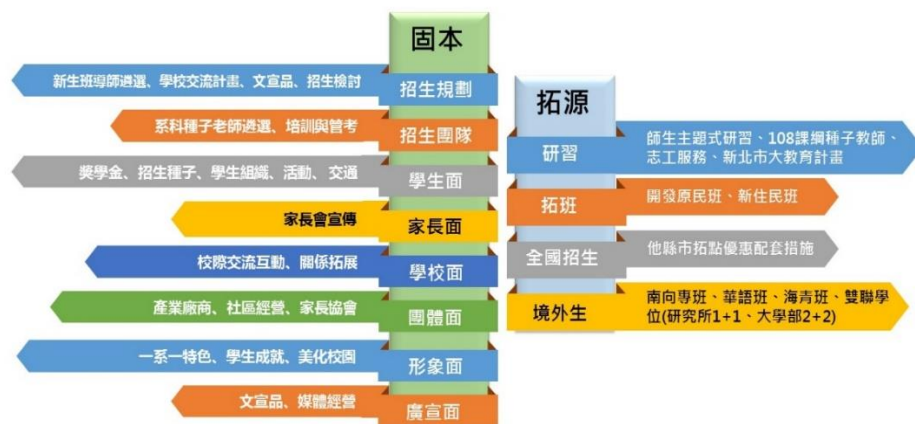 固本
新生班導師遴選、學校交流計畫、文宣品、招生檢討
招生規劃
系科種子老師遴選、培訓與管考
招生團隊
獎學金、招生種子、學生組織、活動、交通
學生面
家長會宣傳
家長面
校際交流互動、關係拓展
學校面
產業廠商、社區經營、家長協會
團體面
一系一特色、學生成就、美化校園
形象面
文宣品、媒體經營
廣宣面
拓源
研習
師生主題式研習、108課綱種子教師、
志工服務、新北市大教育計畫
拓班
開發原民班、新住民班
全國招生
他縣市拓點優惠配套措施
境外生
南向專班、華語班、海青班、雙聯學
位(研究所1+1、大學部2+2)